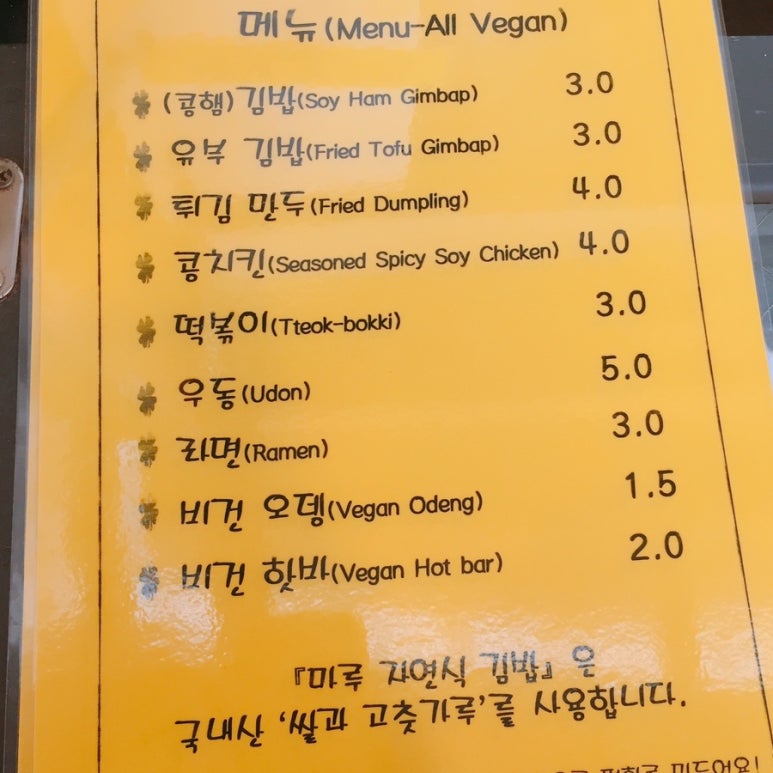 메뉴(Menu-All Vegan)
(콩햄)김밥(Soy Ham Gimbap) 3.0
유부 김밥(Fried Tofu Gimbap) 3.0
튀김 만두(Fried Dumpling) 4.0
콩치킨(Seasoned Spicy Soy Chicken) 4.0
떡볶이(Tteok-bokki) 3.0
우동(Udon) 5.0
라면(Ramen) 3.0
비건 오뎅(Vegan Odeng) 1.5
비건 핫바(Vegan Hot bar) 2.0
『마루 자연식 김밥』은
국내산 '쌀과 고춧가루'를 사용합니다.